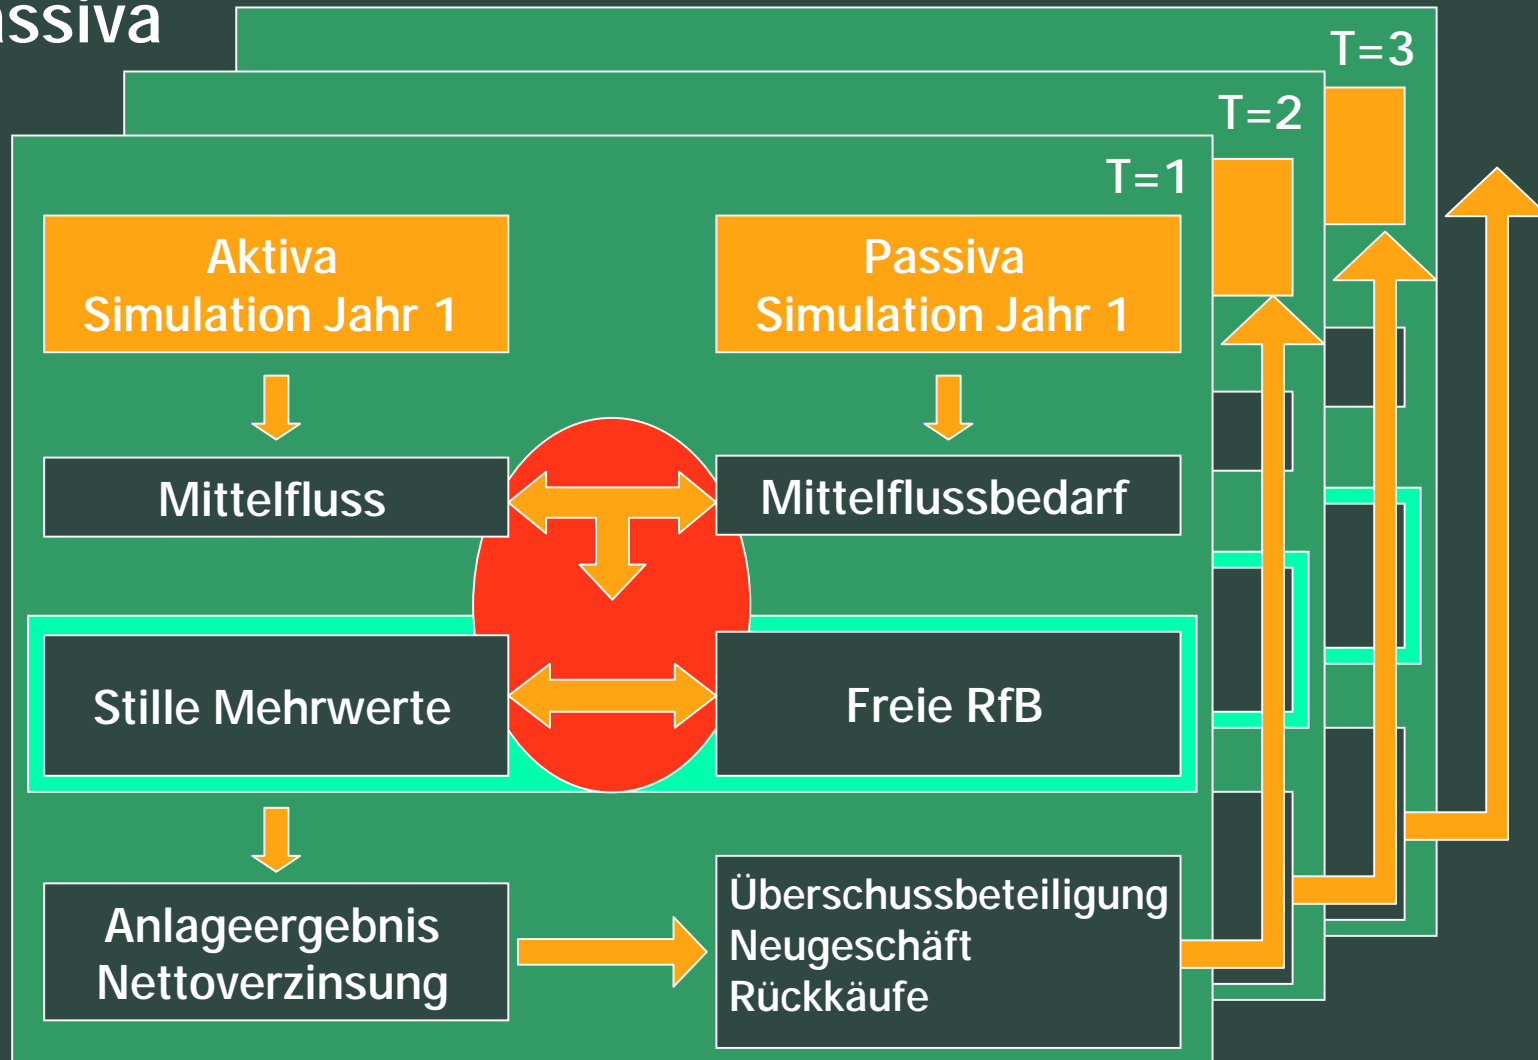 assiva
T=3
T=2
T=1
Aktiva
Simulation Jahr 1
Passiva
Simulation Jahr 1
Mittelfluss
Mittelflussbedarf
Stille Mehrwerte
Freie RfB
Anlageergebnis
Nettoverzinsung
Überschussbeteiligung
Neugeschäft
Rückkäufe